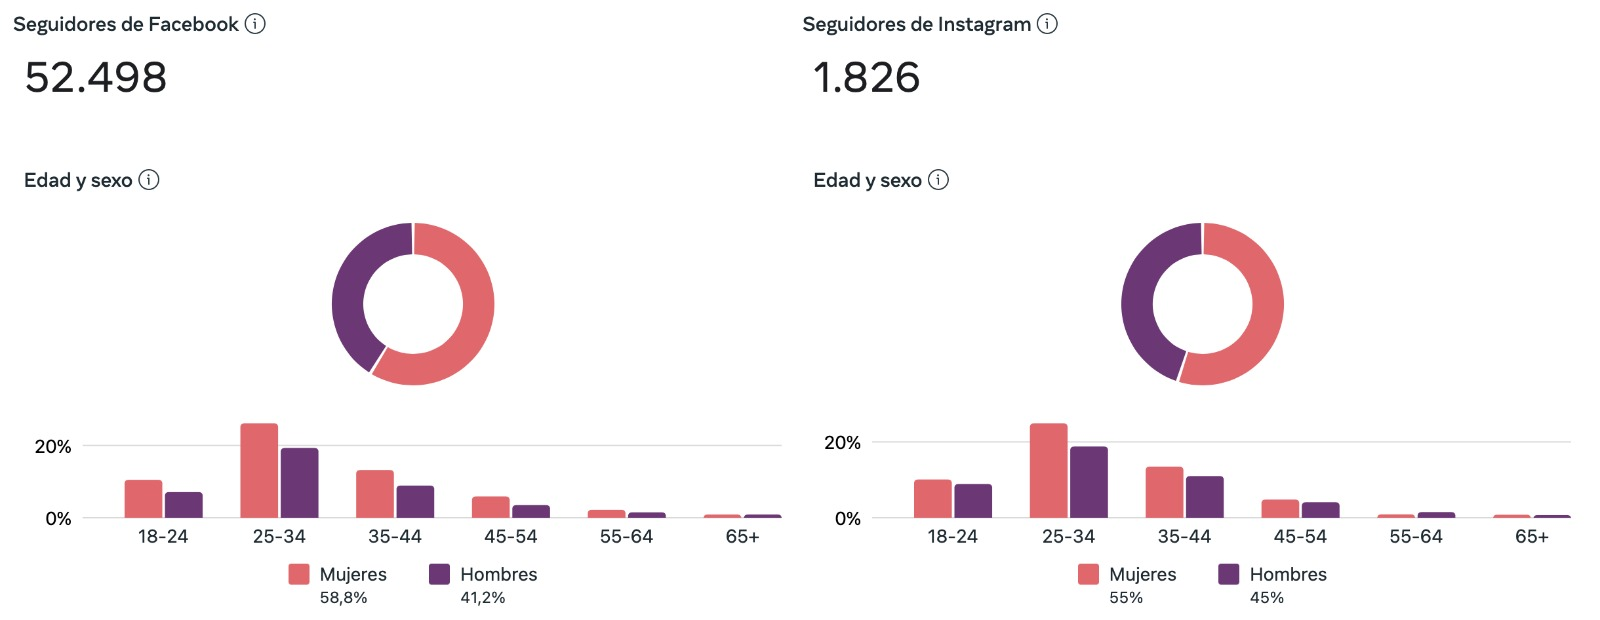 Seguidores de Facebook
52.498
Edad y sexo
20%
0%
18-24 25-34 35-44 45-54 55-64 65+
Mujeres Hombres
58,8% 41,2%
Seguidores de Instagram
1.826
Edad y sexo
20%
0%
18-24 25-34 35-44 45-54 55-64 65+
Mujeres Hombres
55% 45%